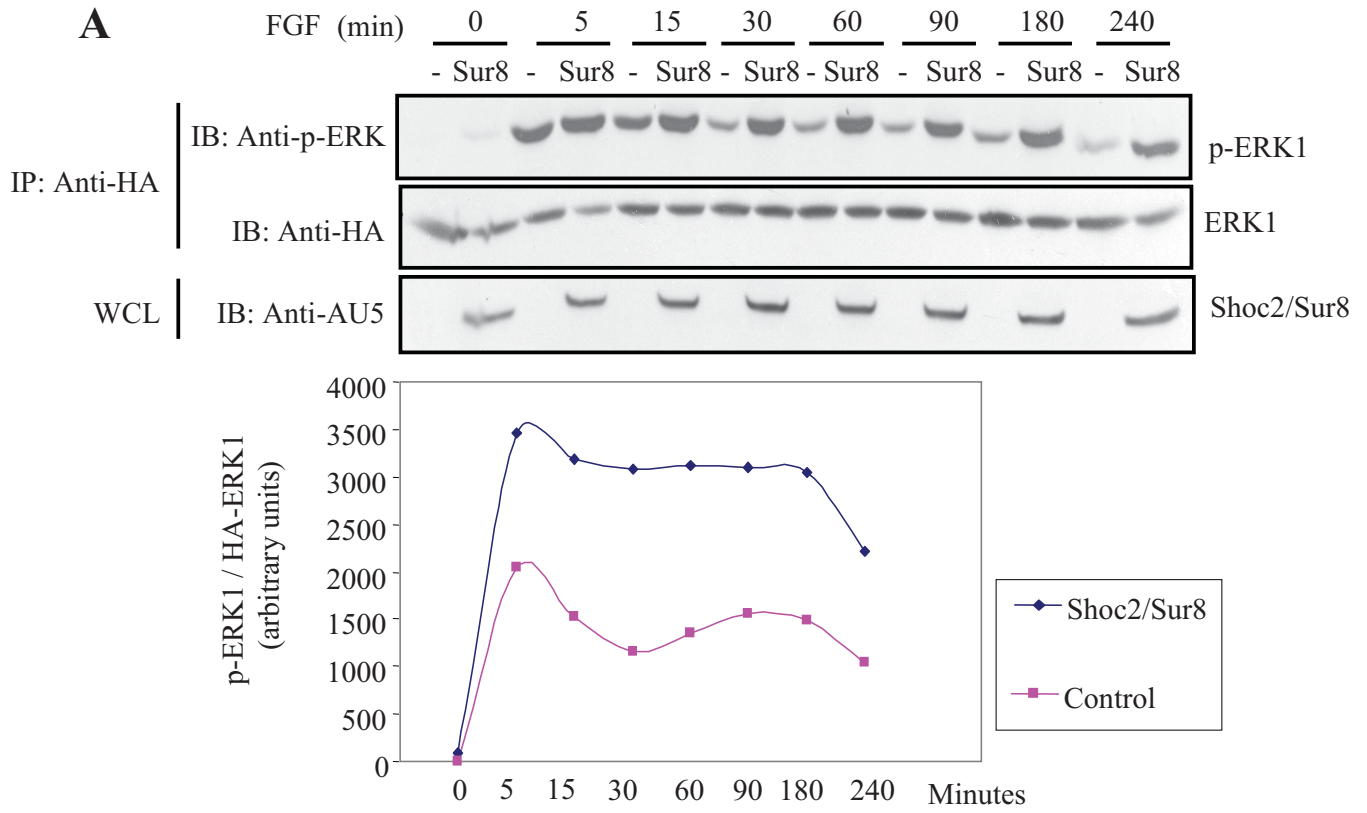 A
FGF (min) 0 5 15 30 60 90 180 240
- Sur8 - Sur8 - Sur8 - Sur8 - Sur8 - Sur8 - Sur8 - Sur8
IP: Anti-HA
IB: Anti-p-ERK
p-ERK1
IB: Anti-HA
ERK1
WCL
IB: Anti-AU5
Shoc2/Sur8
p-ERK1 / HA-ERK1
(arbitrary units)
4000
3500
3000
2500
2000
1500
1000
500
0
0 5 15 30 60 90 180 240 Minutes
Shoc2/Sur8
Control